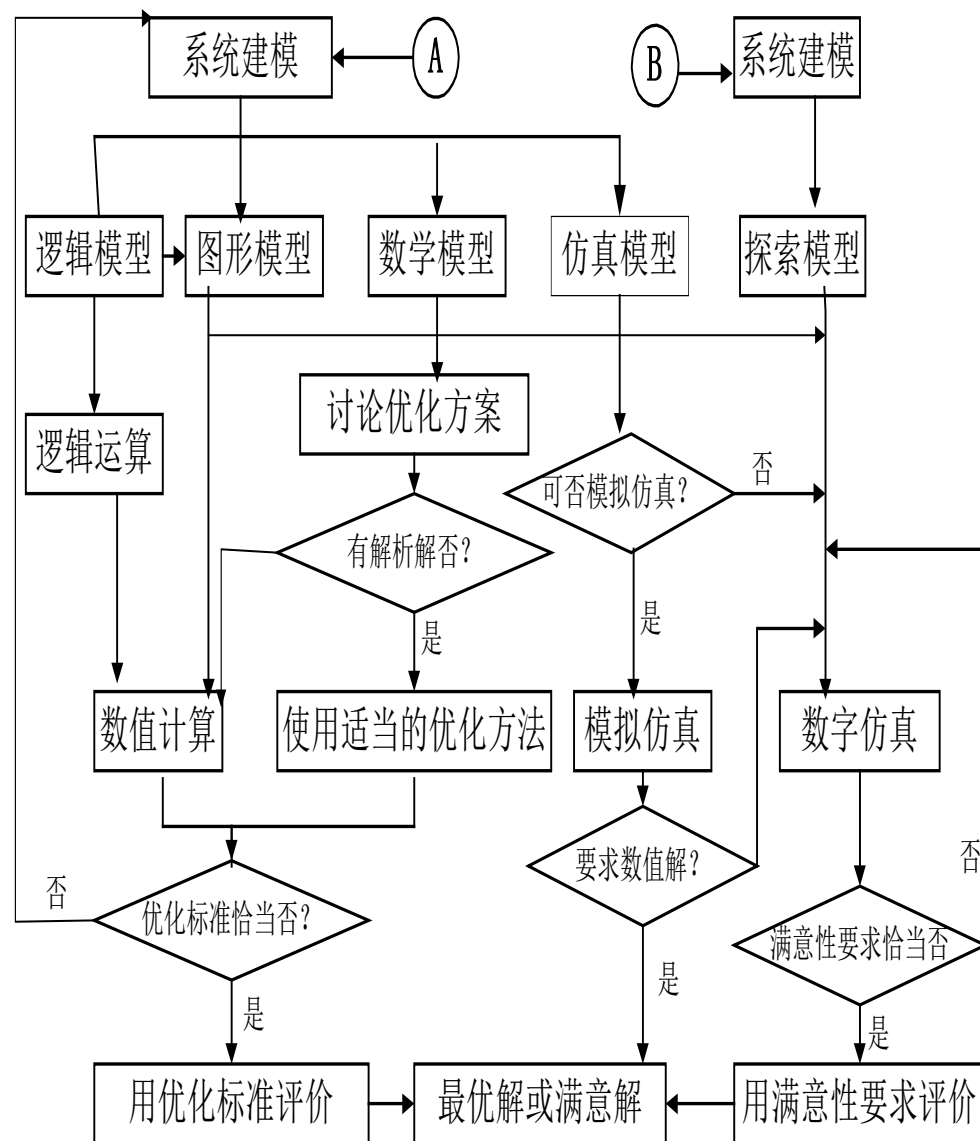 系统建模
A
B
系统建模
逻辑模型
图形模型
数学模型
仿真模型
探索模型
讨论优化方案
逻辑运算
可否模拟仿真?
否
有解析解否?
是
是
数值计算
使用适当的优化方法
模拟仿真
数字仿真
要求数值解?
否
否
优化标准恰当否?
满意性要求恰当否
是
是
是
用优化标准评价
最优解或满意解
用满意性要求评价